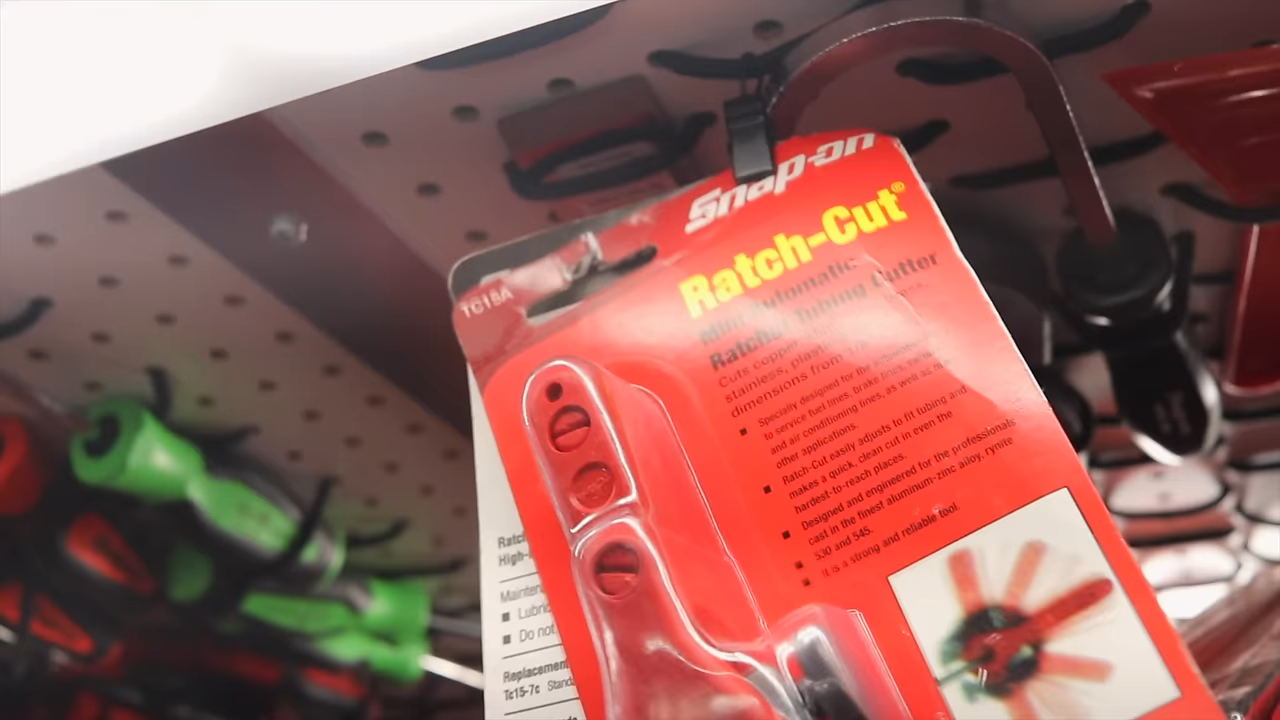 Snap-on
TC15A
Ratch-Cut®
Mini Automatic
Ratchet Tubing Cutter
Cuts copper,
stainless, plastic
dimensions from
Specially designed for the
to service fuel lines, brake lines,
and air conditioning lines, as well as
other applications.
Ratch-Cut easily adjusts to fit tubing and
makes a quick, clean cut in even the
hardest-to-reach places.
Designed and engineered for the professionals
cast in the finest aluminum-zinc alloy, rynite
530 and 545.
It is a strong and reliable tool.
High-
■ Do not
Replacement
Tc15-7c